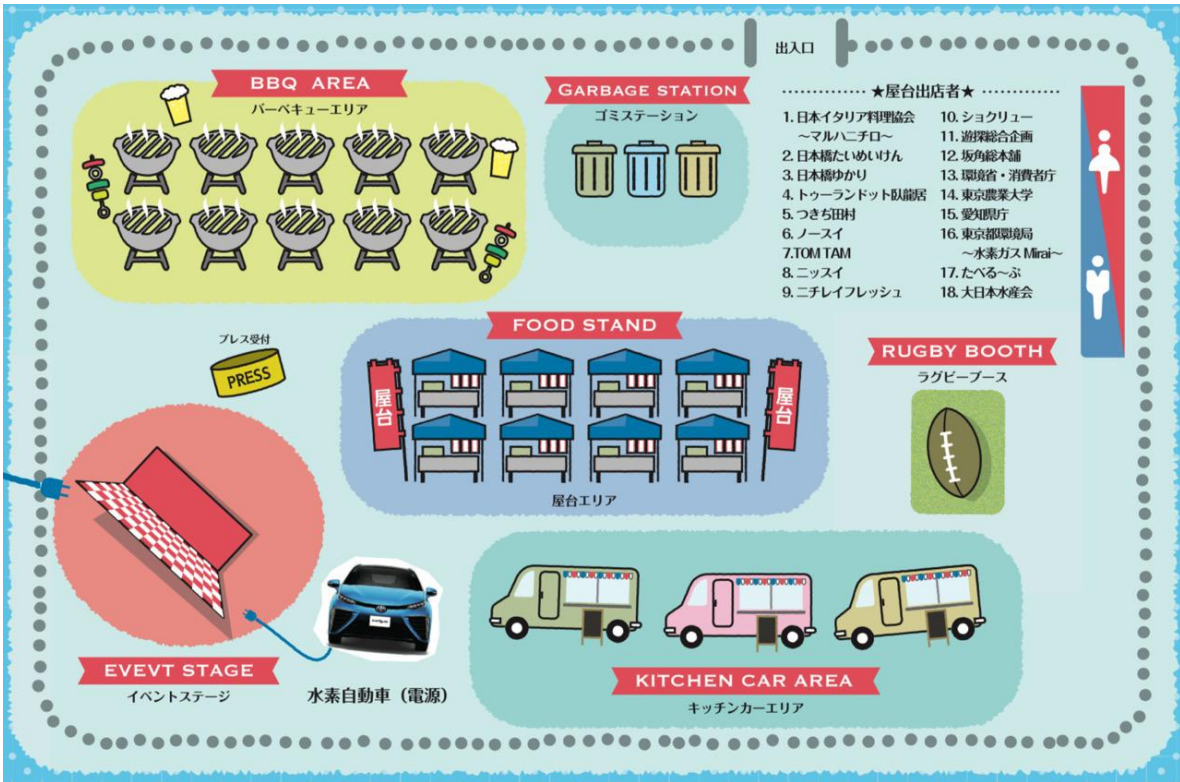 出入口
BBQ AREA
バーベキューエリア
GARBAGE STATION
ゴミステーション
★屋台出店者★
1. 日本イタリア料理協会
～マルハニチロ～
2. 日本橋たいめいけん
3. 日本橋ゆかり
4. トゥーランドット臥龍居
5. つきぢ田村
6. ノースイ
7.TOM TAM
8. ニッスイ
9. ニチレイフレッシュ
10. ショクリュー
11. 遊探総合企画
12. 坂角総本舗
13. 環境省・消費者庁
14. 東京農業大学
15. 愛知県庁
16. 東京都環境局
～水素ガス Mirai～
17. たべる～ぷ
18. 大日本水産会
プレス受付
PRESS
FOOD STAND
屋台
屋台
屋台エリア
RUGBY BOOTH
ラグビーブース
EVEVT STAGE
イベントステージ
水素自動車（電源）
KITCHEN CAR AREA
キッチンカーエリア